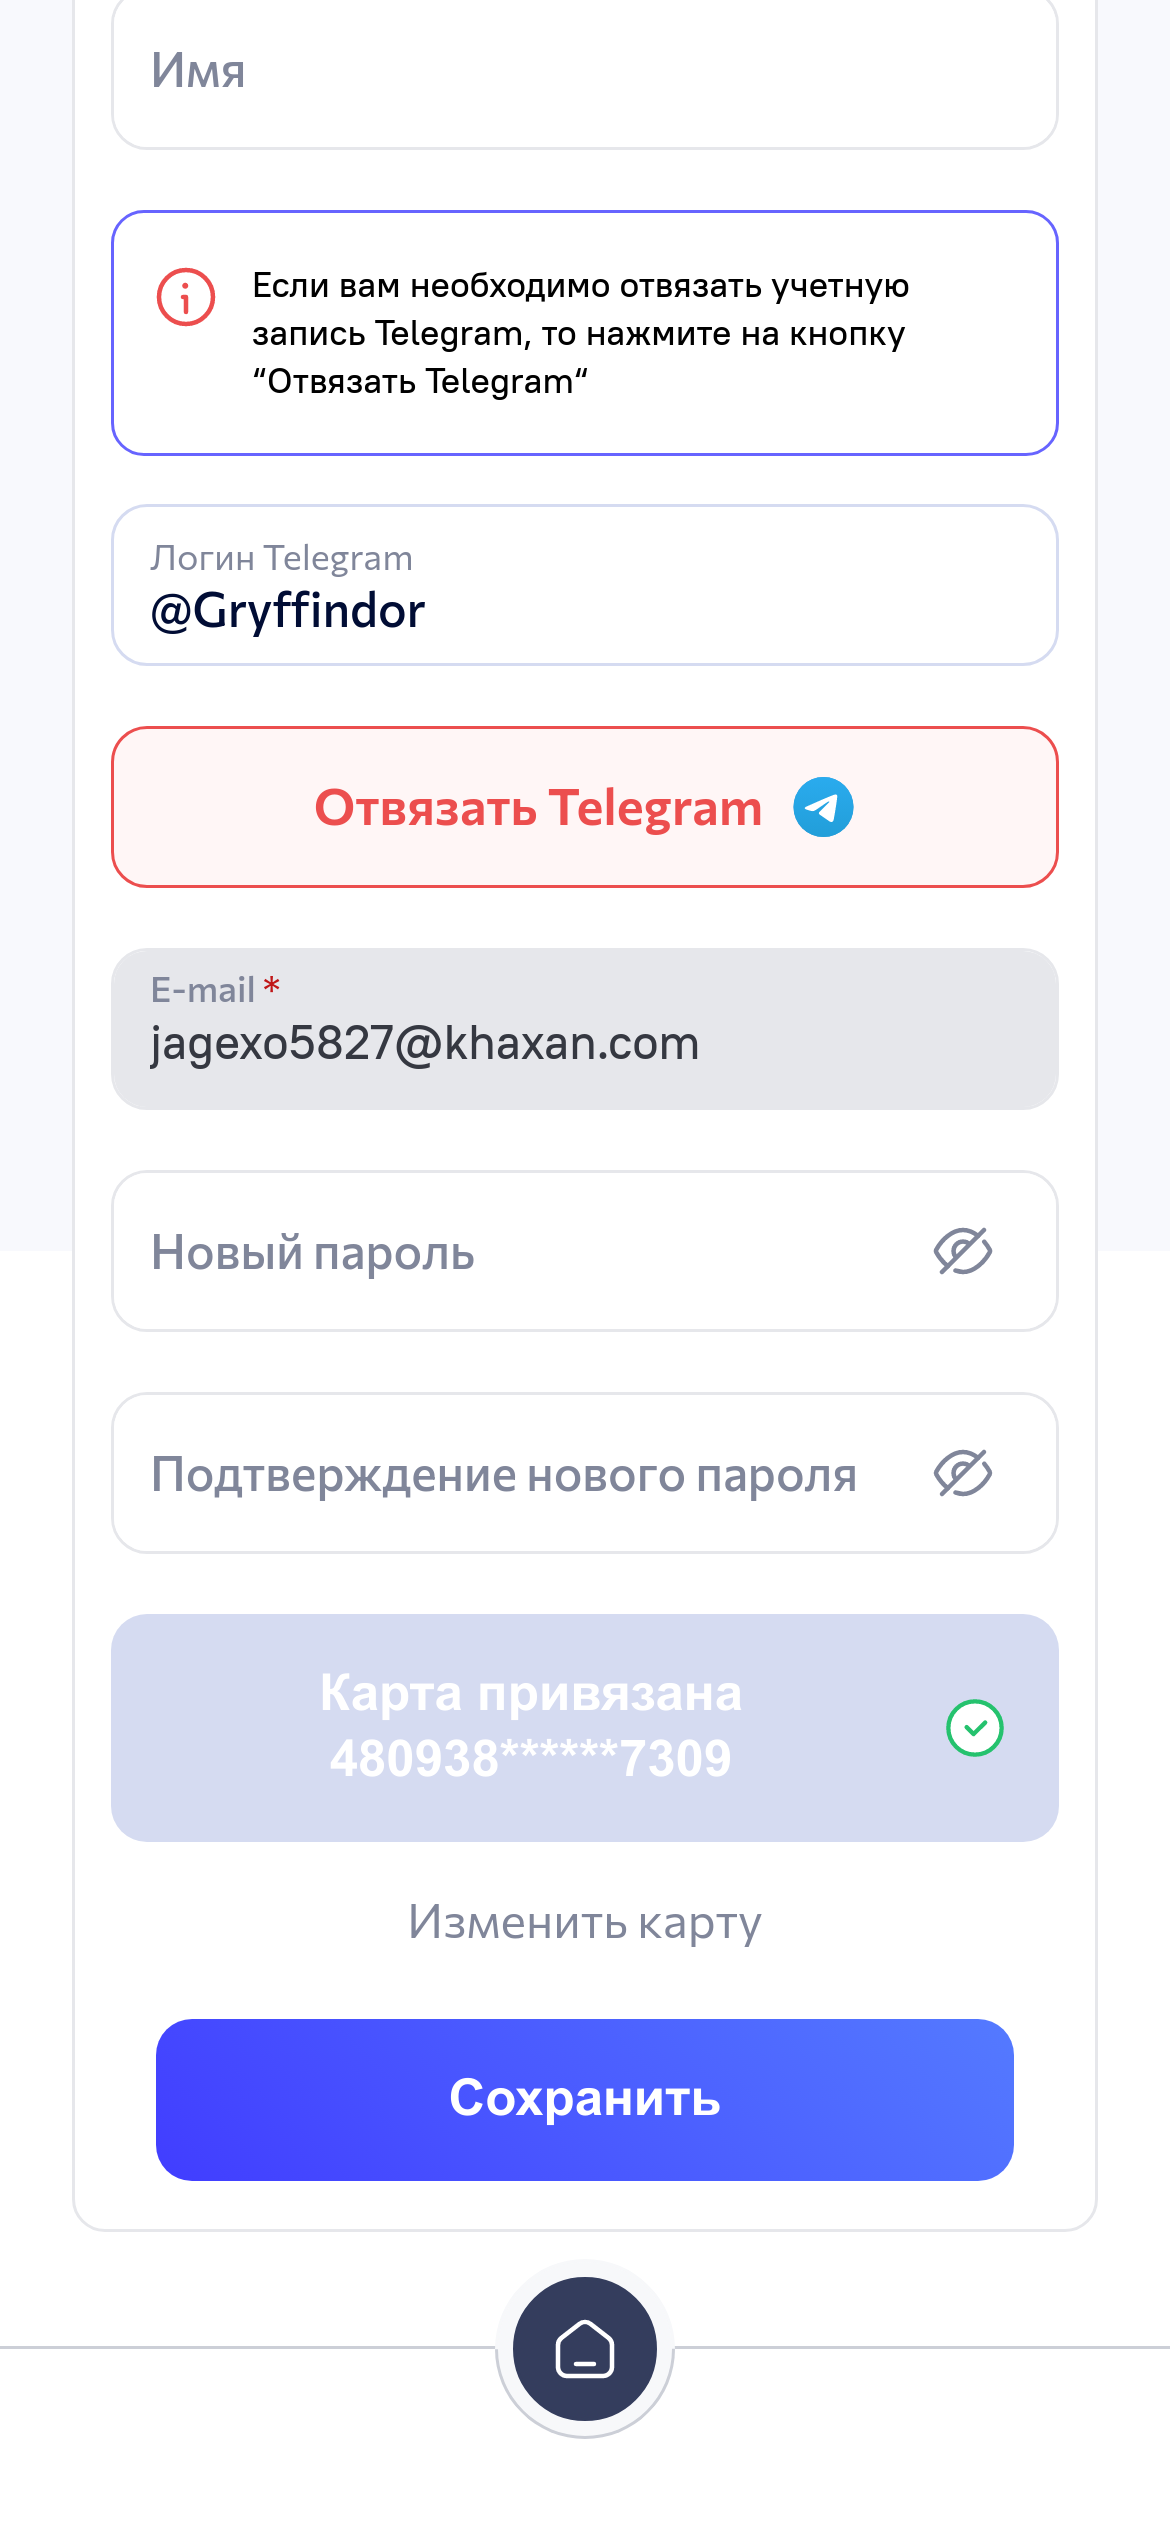 Имя
Если вам необходимо отвязать учетную
запись Telegram, то нажмите на кнопку
“Отвязать Telegram“
Логин Telegram
@Gryffindor
Отвязать Telegram
E-mail *
jagexo5827@khaxan.com
Новый пароль
Подтверждение нового пароля
Карта привязана
480938******7309
Изменить карту
Сохранить